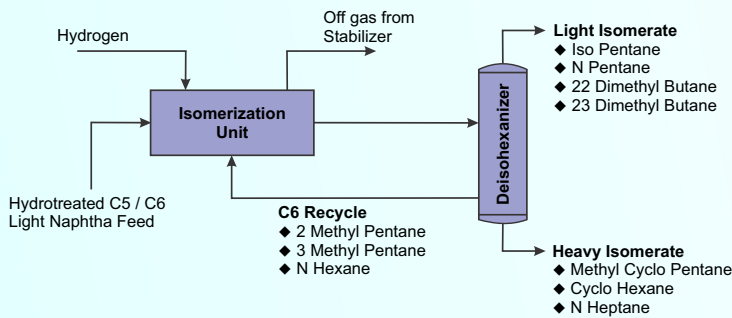 Hydrogen
Off gas from
Stabilizer
Isomerization
Unit
Hydrotreated C5 / C6
Light Naphtha Feed
C6 Recycle
◆ 2 Methyl Pentane
◆ 3 Methyl Pentane
◆ N Hexane
Deisohexanizer
Light Isomerate
◆ Iso Pentane
◆ N Pentane
◆ 22 Dimethyl Butane
◆ 23 Dimethyl Butane
Heavy Isomerate
◆ Methyl Cyclo Pentane
◆ Cyclo Hexane
◆ N Heptane